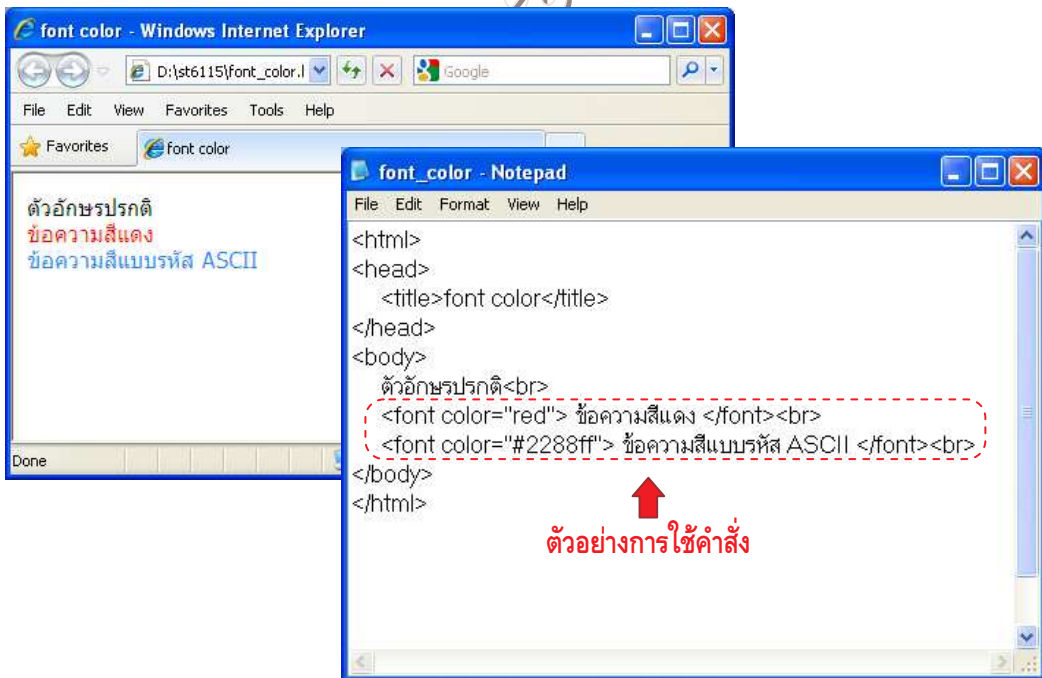 font color - Windows Internet Explorer
D:\st6115\font_color.l
Google
File Edit View Favorites Tools Help
Favorites
font color
ตัวอักษรปรกติ
ข้อความสีแดง
ข้อความสีแบบรหัส ASCII
Done
font_color - Notepad
File Edit Format View Help
<html>
<head>
<title>font color</title>
</head>
<body>
ตัวอักษรปรกติ<br>
<font color="red"> ข้อความสีแดง </font><br>
<font color="#2288ff"> ข้อความสีแบบรหัส ASCII </font><br>
</body>
</html>
ตัวอย่างการใช้คำสั่ง